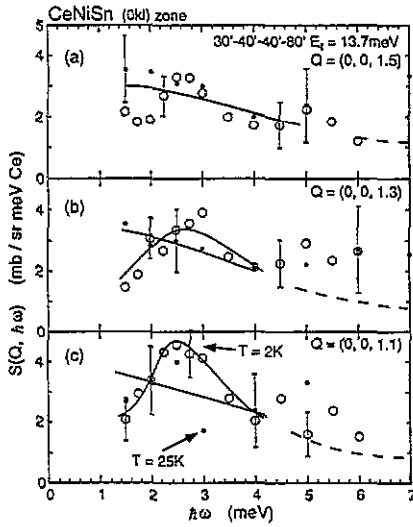 CeNiSn (0kl) zone
30'-40'-40'-80' E_f = 13.7meV
(a)
Q = (0, 0, 1.5)
6
4
2
0
(b)
Q = (0, 0, 1.3)
4
2
0
(c)
Q = (0, 0, 1.1)
T = 2K
4
2
T = 25K
0
0 1 2 3 4 5 6 7
ħω (meV)
S(Q, ħω) (mb / sr meV Ce)